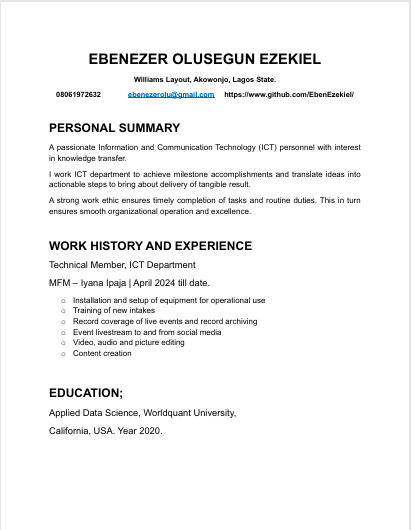 EBENEZER OLUSEGUN EZEKIEL
Williams Layout, Akowonjo, Lagos State.
08061972632 ebenezerolu@gmail.com https://www.github.com/EbenEzekiel/
PERSONAL SUMMARY
A passionate Information and Communication Technology (ICT) personnel with interest
in knowledge transfer.
I work ICT department to achieve milestone accomplishments and translate ideas into
actionable steps to bring about delivery of tangible result.
A strong work ethic ensures timely completion of tasks and routine duties. This in turn
ensures smooth organizational operation and excellence.
WORK HISTORY AND EXPERIENCE
Technical Member, ICT Department
MFM – Iyana Ipaja | April 2024 till date.
○ Installation and setup of equipment for operational use
○ Training of new intakes
○ Record coverage of live events and record archiving
○ Event livestream to and from social media
○ Video, audio and picture editing
○ Content creation
EDUCATION;
Applied Data Science, Worldquant University,
California, USA. Year 2020.